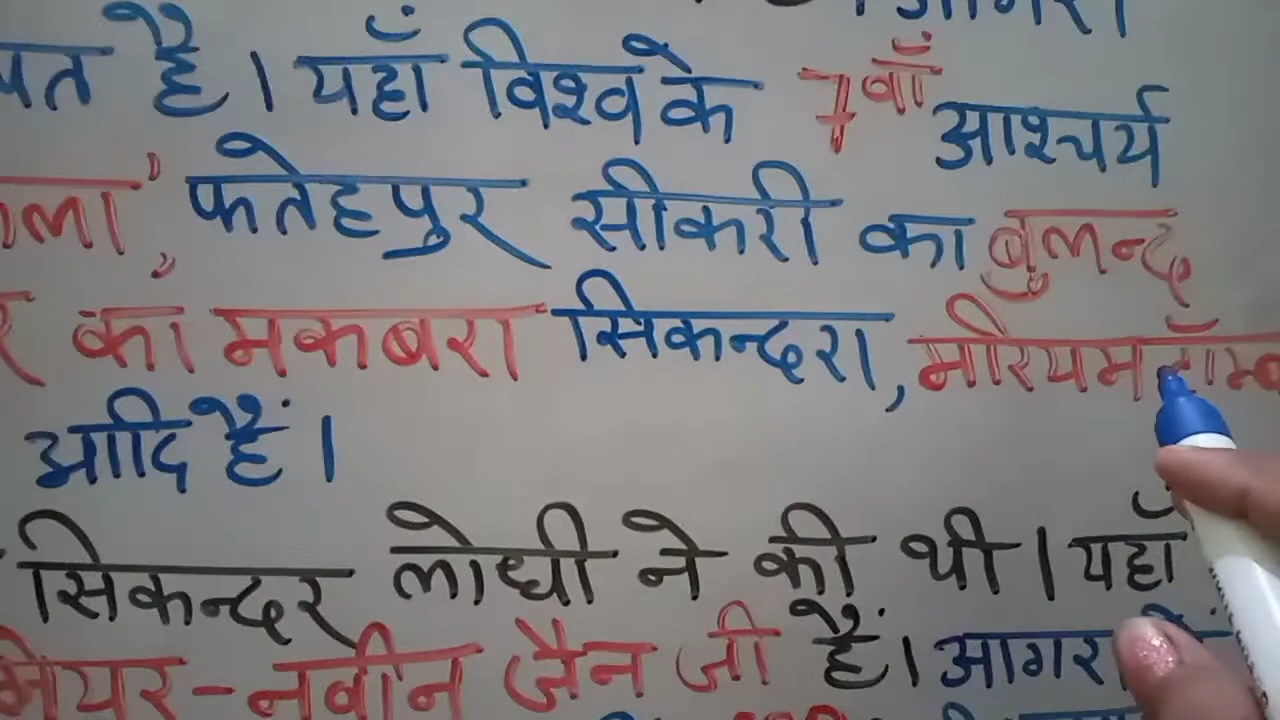 है। यहाँ विश्व के 7वाँ आश्चर्य
फतेहपुर सीकरी का बुलन्द
का मकबरा सिकन्दरा, मरियम
आदि हैं।
सिकन्दर लोधी ने की थी। यहाँ
मेयर-नवीन जैन जी हैं। आगरा